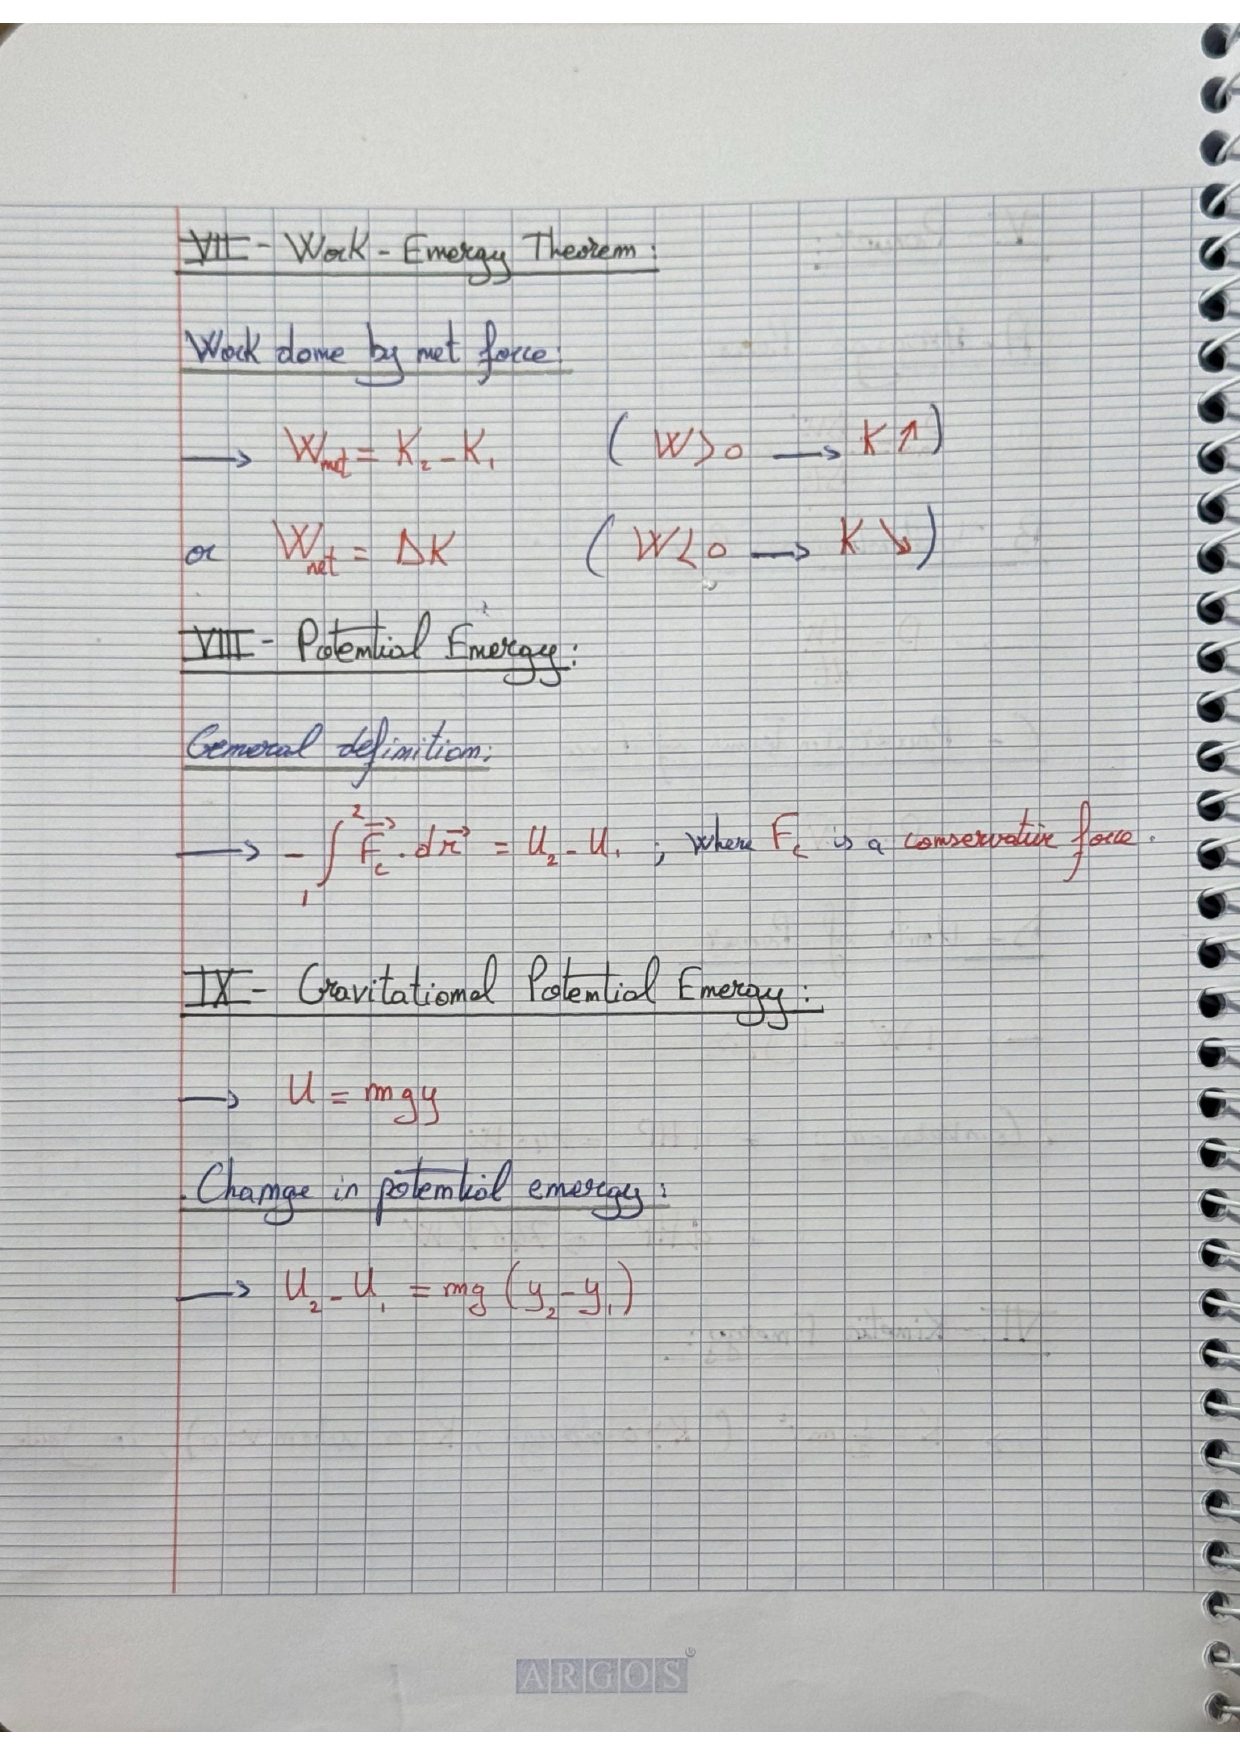 VII - Work - Energy Theorem :
Work done by net force:
→ Wnet = K₂ - K₁ ( W > 0 → K ↗ )
or Wnet = ΔK ( W < 0 → K ↘ )
VIII - Potential Energy :
General definition:
→ - ∫₁² F⃗c . dr⃗ = U₂ - U₁ ; where Fc is a conservative force.
IX - Gravitational Potential Energy :
→ U = mgy
. Change in potential energy :
→ U₂ - U₁ = mg (y₂ - y₁)
ARGOS®